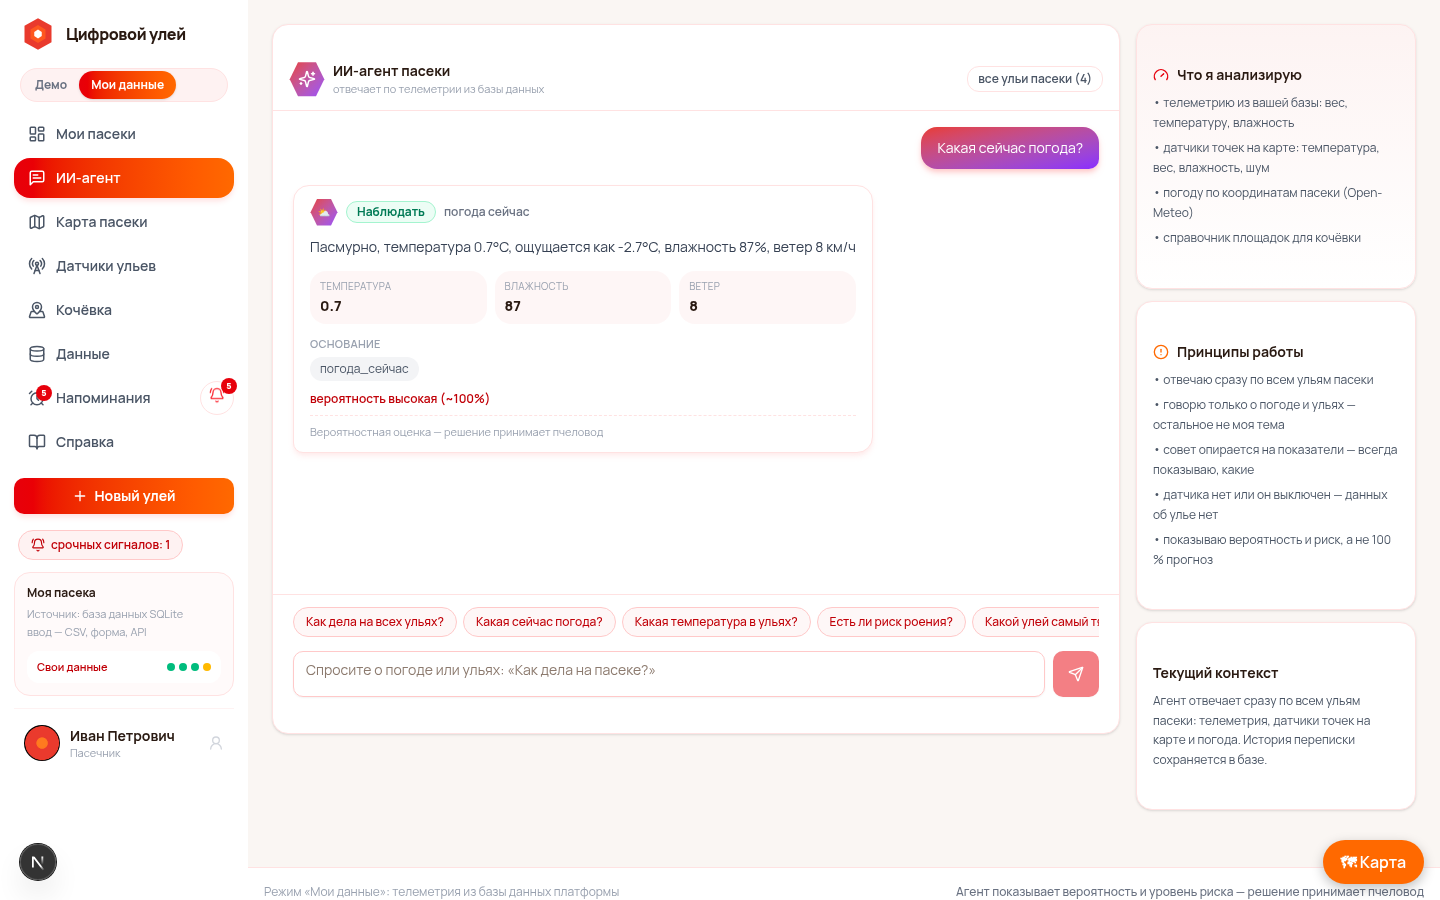 Цифровой улей
Демо
Мои данные
Мои пасеки
ИИ-агент
Карта пасеки
Датчики ульев
Кочёвка
Данные
5
Напоминания
5
Справка
+ Новый улей
срочных сигналов: 1
Моя пасека
Источник: база данных SQLite
ввод — CSV, форма, API
Свои данные
Иван Петрович
Пасечник
N
ИИ-агент пасеки
отвечает по телеметрии из базы данных
все ульи пасеки (4)
Какая сейчас погода?
Наблюдать
погода сейчас
Пасмурно, температура 0.7°C, ощущается как -2.7°C, влажность 87%, ветер 8 км/ч
ТЕМПЕРАТУРА
0.7
ВЛАЖНОСТЬ
87
ВЕТЕР
8
ОСНОВАНИЕ
погода_сейчас
вероятность высокая (~100%)
Вероятностная оценка — решение принимает пчеловод
Как дела на всех ульях?
Какая сейчас погода?
Какая температура в ульях?
Есть ли риск роения?
Какой улей самый тя
Спросите о погоде или ульях: «Как дела на пасеке?»
Что я анализирую
• телеметрию из вашей базы: вес,
температуру, влажность
• датчики точек на карте: температура,
вес, влажность, шум
• погоду по координатам пасеки (Open-
Meteo)
• справочник площадок для кочёвки
Принципы работы
• отвечаю сразу по всем ульям пасеки
• говорю только о погоде и ульях —
остальное не моя тема
• совет опирается на показатели — всегда
показываю, какие
• датчика нет или он выключен — данных
об улье нет
• показываю вероятность и риск, а не 100
% прогноз
Текущий контекст
Агент отвечает сразу по всем ульям
пасеки: телеметрия, датчики точек на
карте и погода. История переписки
сохраняется в базе.
Карта
Режим «Мои данные»: телеметрия из базы данных платформы
Агент показывает вероятность и уровень риска — решение принимает пчеловод